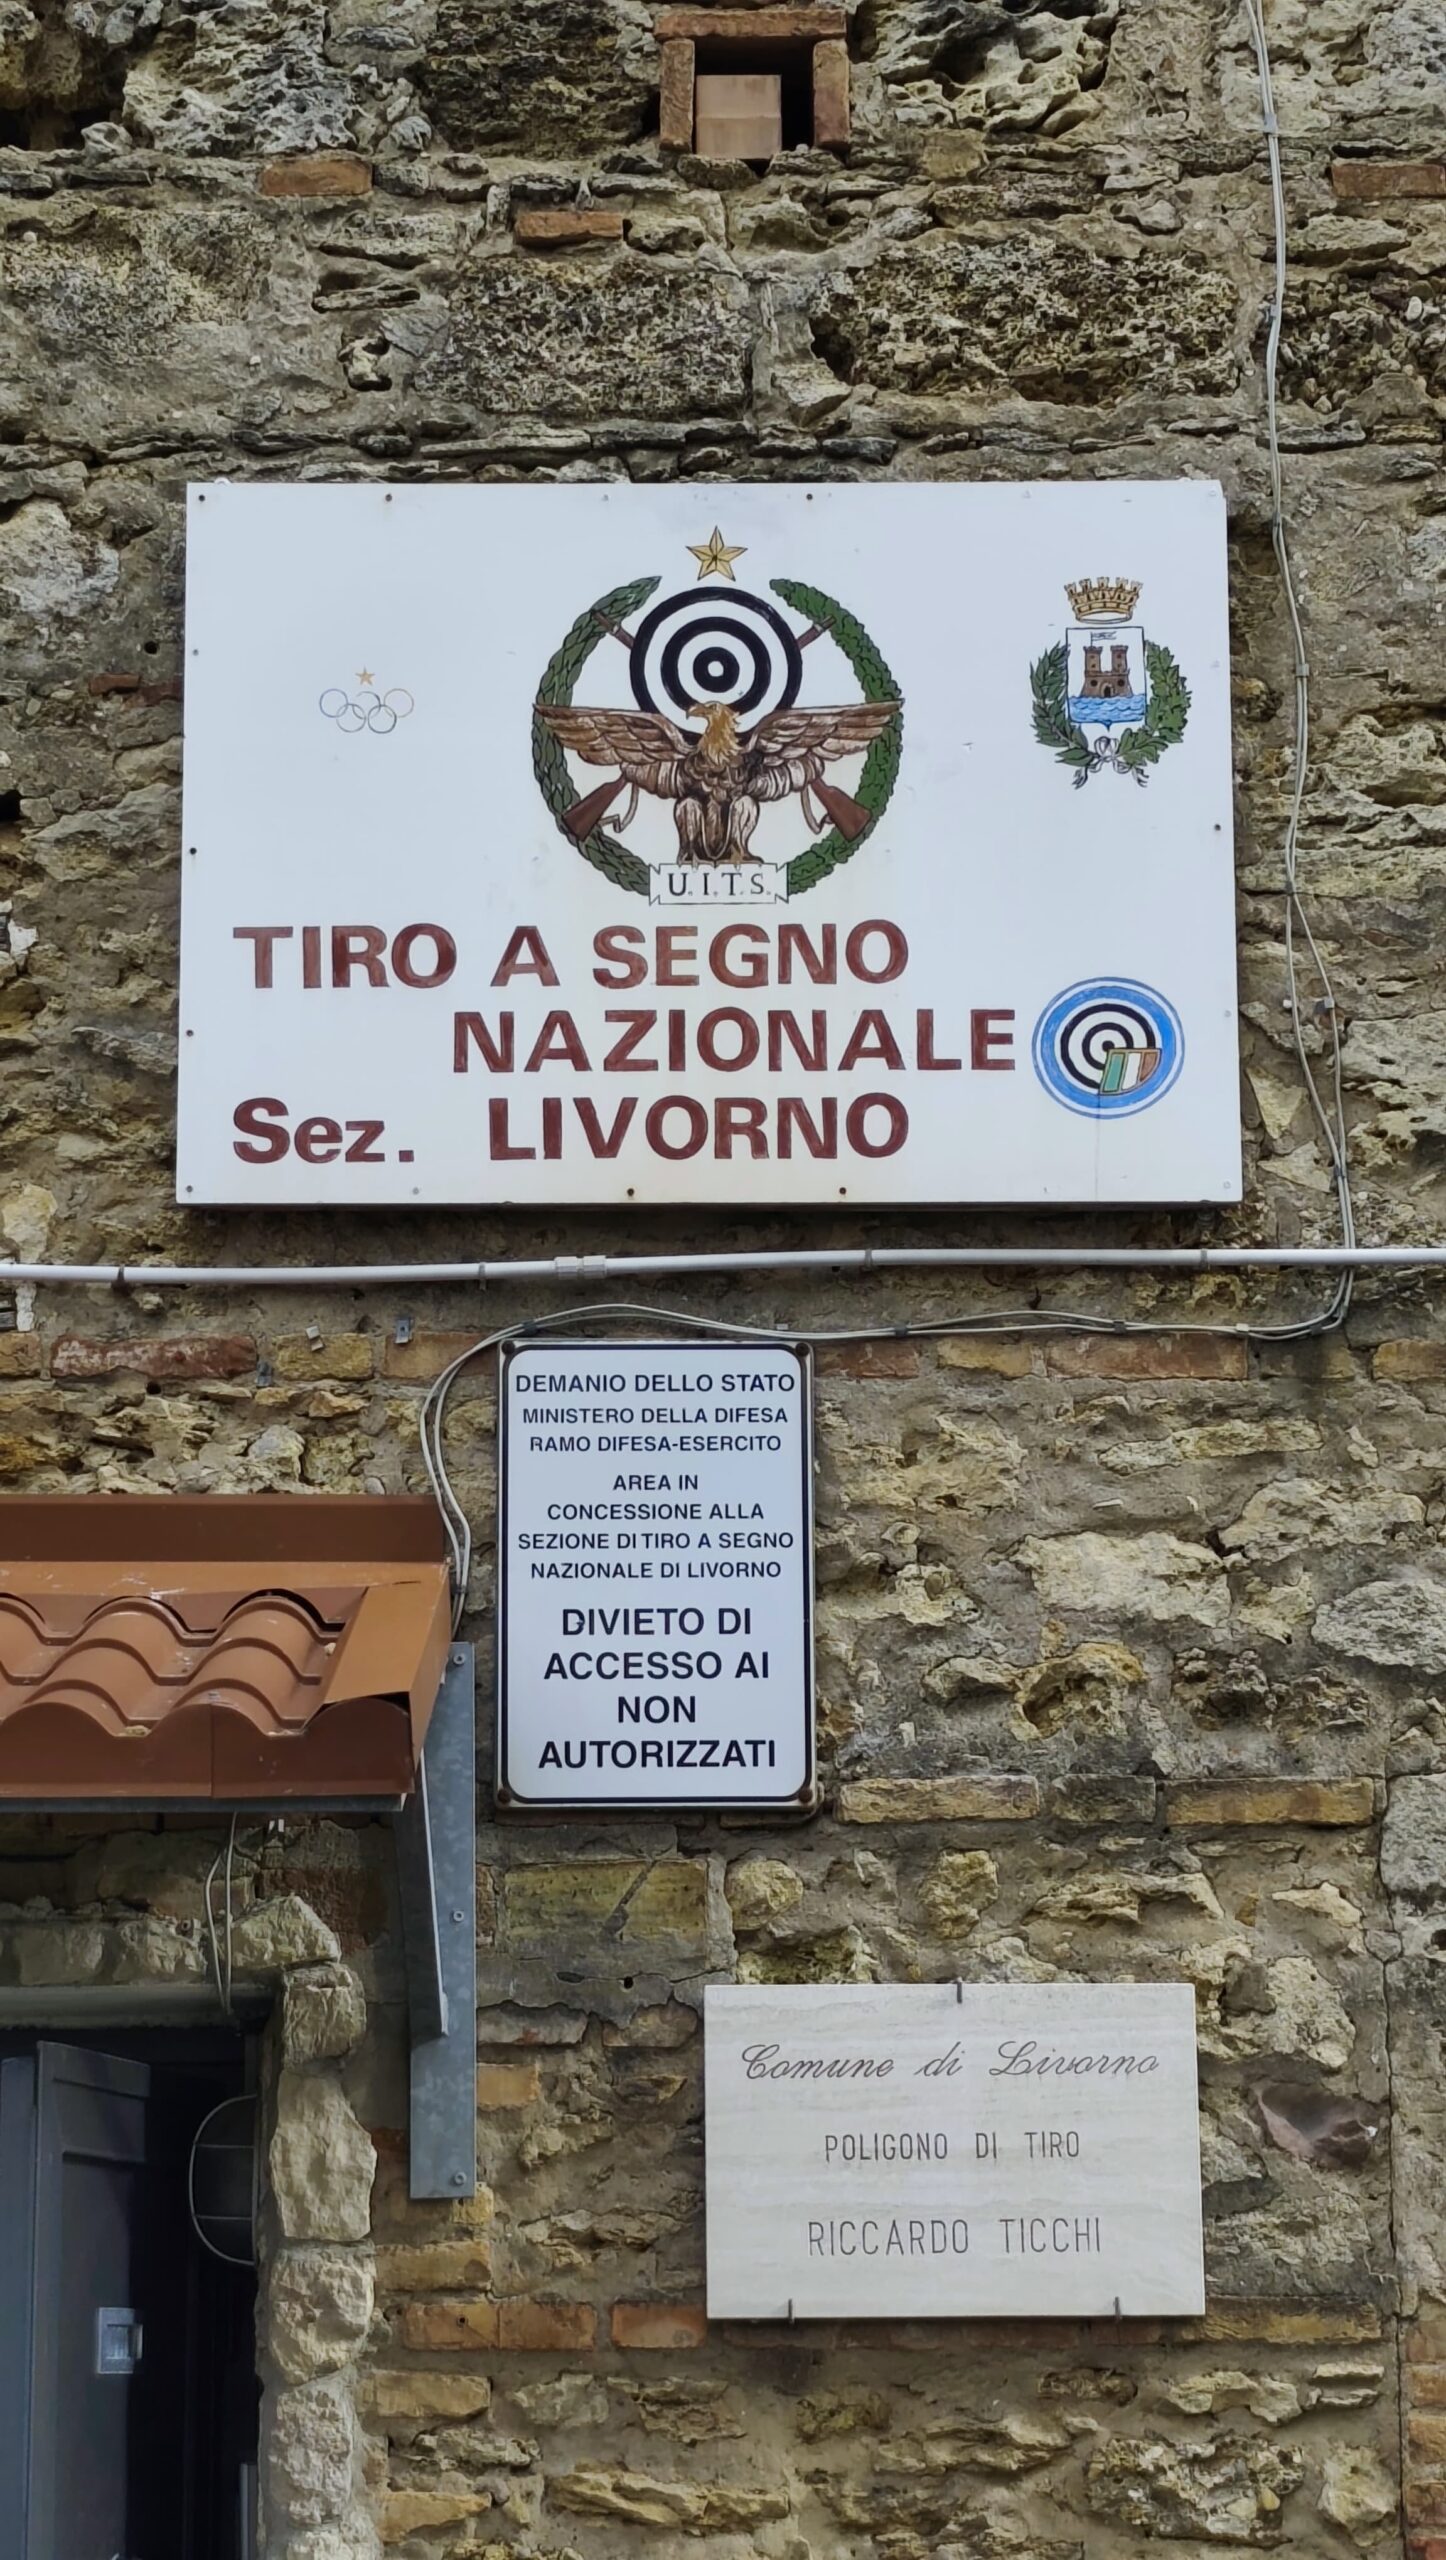 U.I.T.S.
TIRO A SEGNO
NAZIONALE
Sez. LIVORNO
DEMANIO DELLO STATO
MINISTERO DELLA DIFESA
RAMO DIFESA-ESERCITO
AREA IN
CONCESSIONE ALLA
SEZIONE DI TIRO A SEGNO
NAZIONALE DI LIVORNO
DIVIETO DI
ACCESSO AI
NON
AUTORIZZATI
Comune di Livorno
POLIGONO DI TIRO
RICCARDO TICCHI